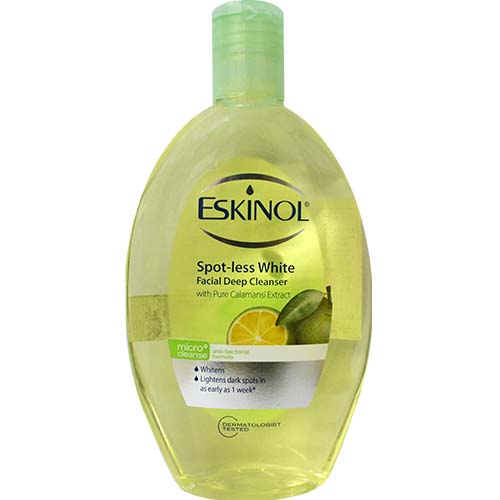 ESKINOL®
Spot-less White
Facial Deep Cleanser
with Pure Calamansi Extract
micro
cleanse
anti-bacterial
formula
Whitens
Lightens dark spots in
as early as 1 week*
DERMATOLOGIST
TESTED